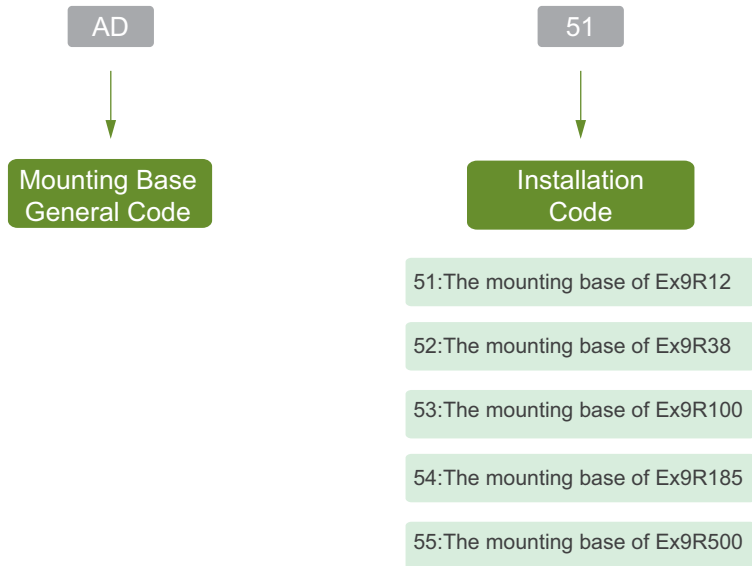 AD
51
Mounting Base
General Code
Installation
Code
51:The mounting base of Ex9R12
52:The mounting base of Ex9R38
53:The mounting base of Ex9R100
54:The mounting base of Ex9R185
55:The mounting base of Ex9R500